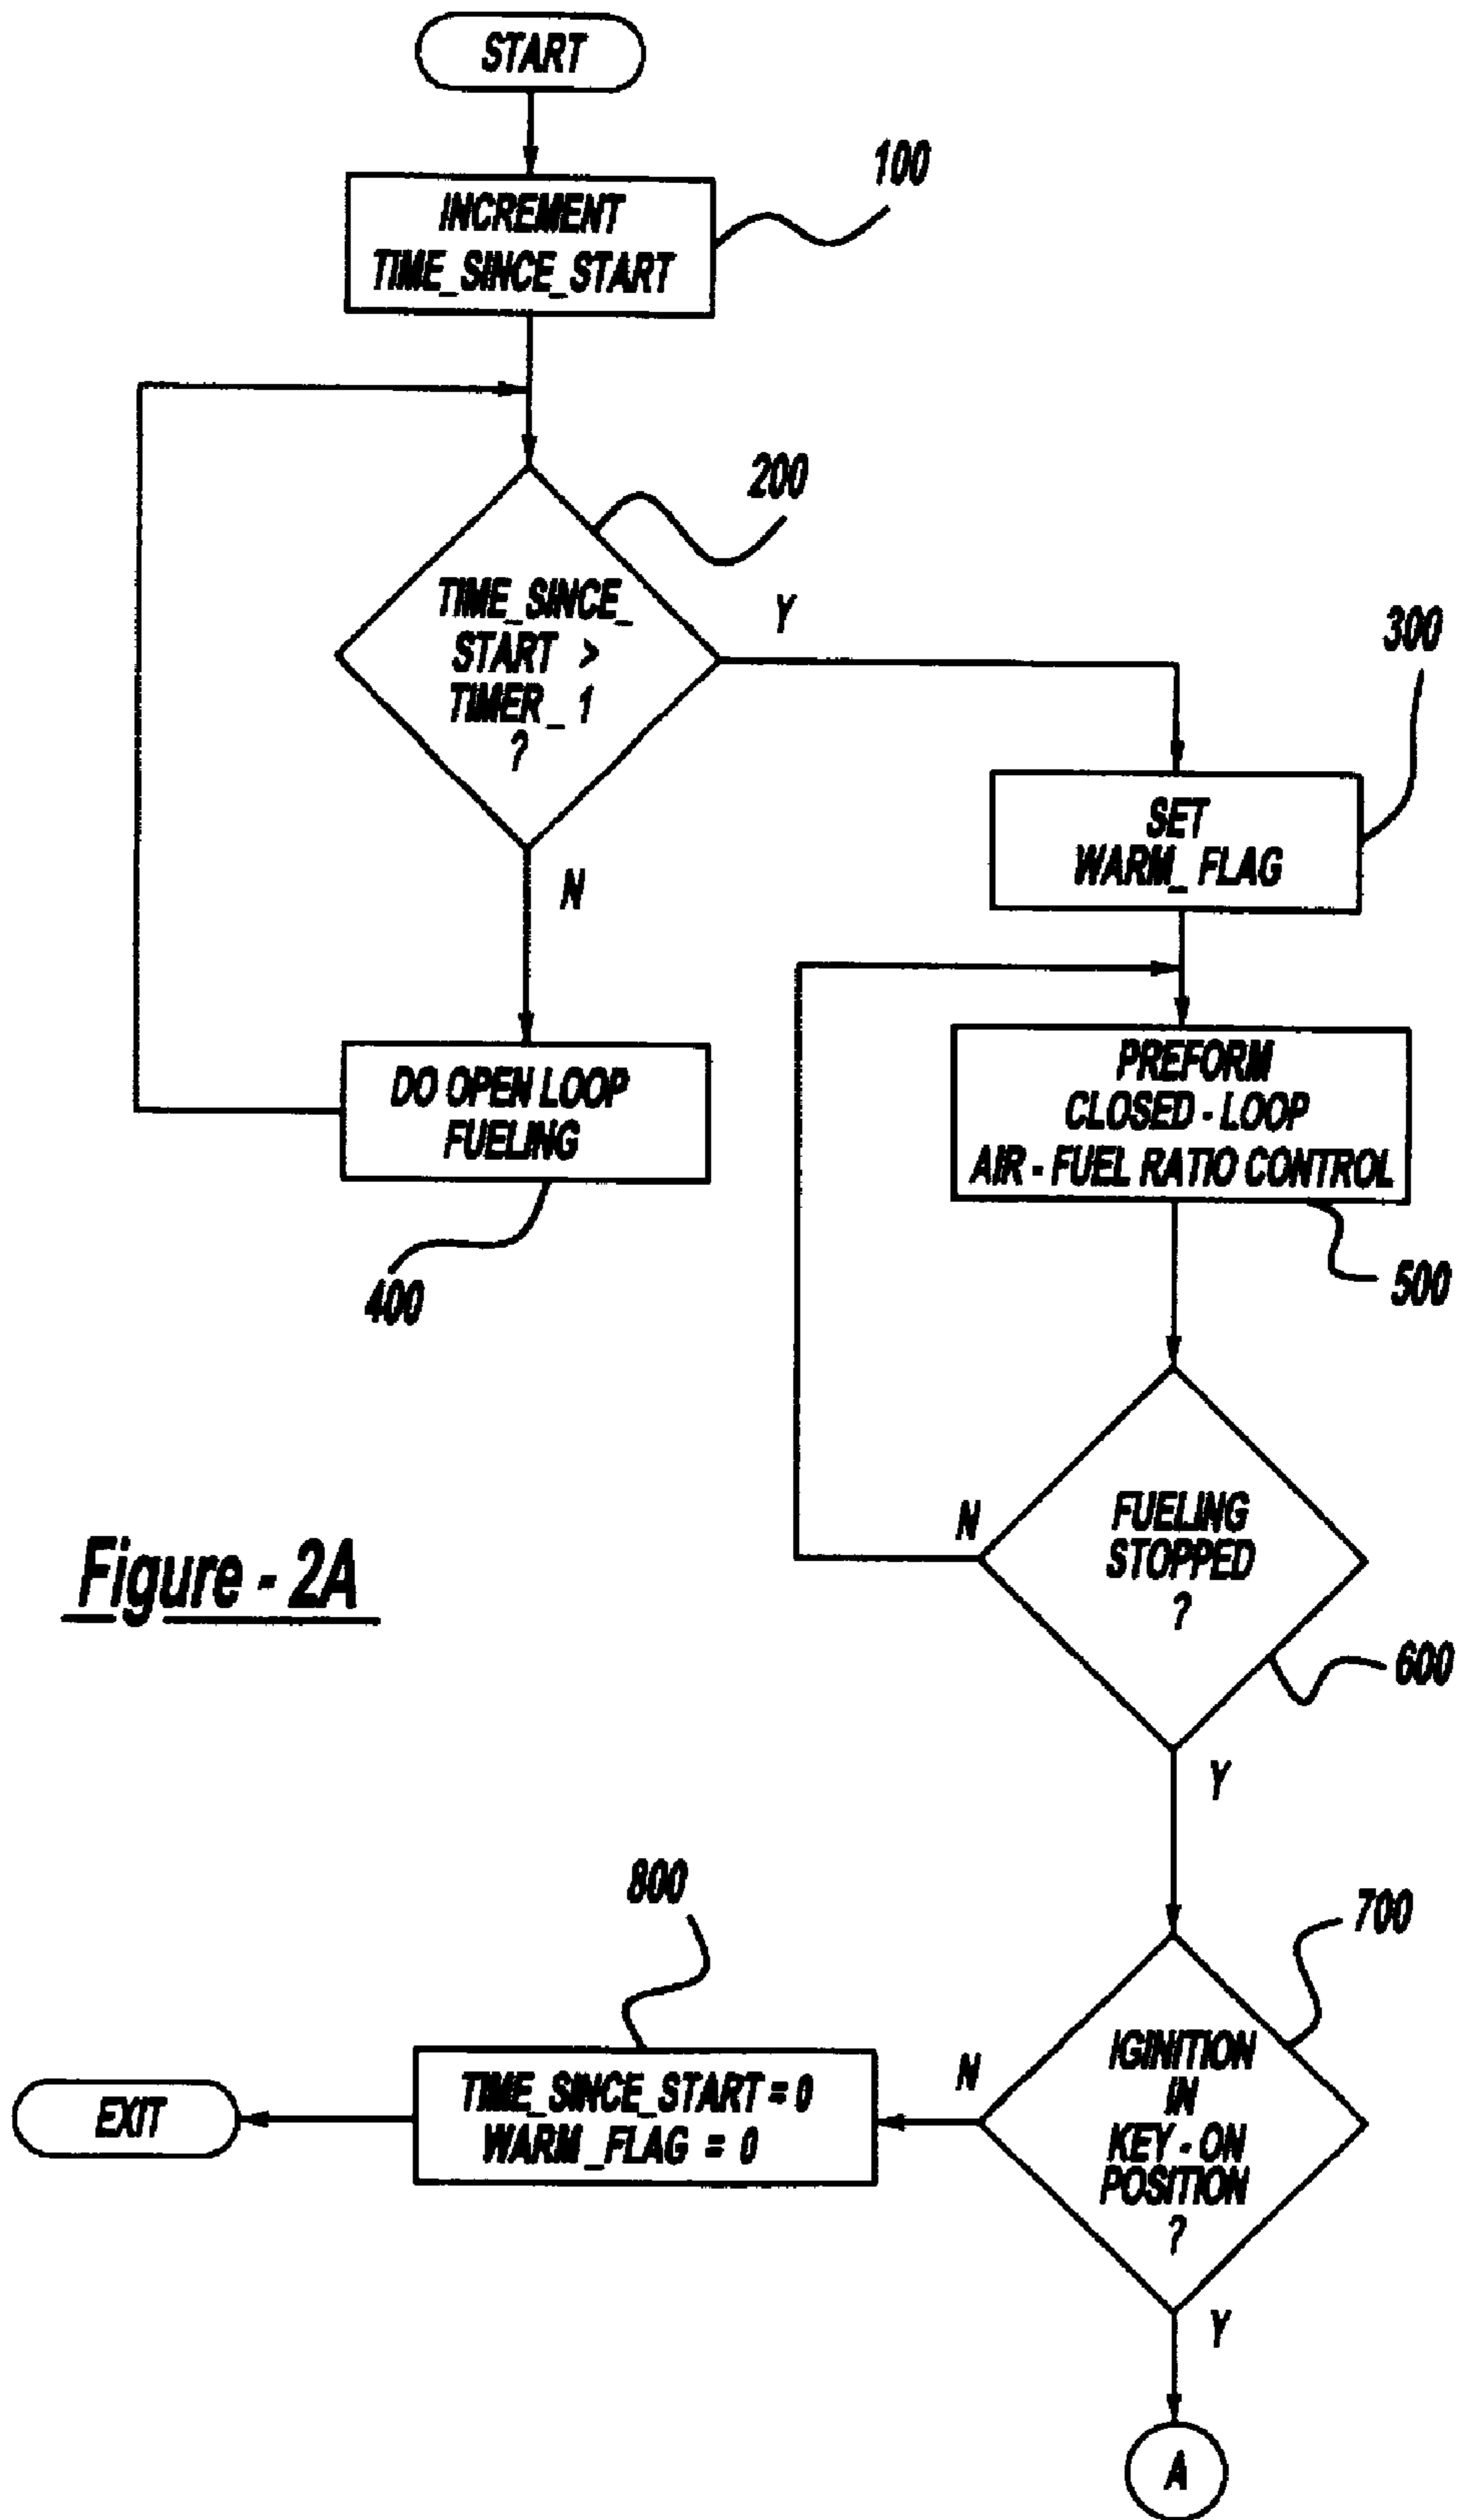 START
100
INCREMENT
TIME_SINCE_START
200
TIME_SINCE_
START >
TIMER_1
?
Y
N
300
SET
WARM_FLAG
DO OPEN LOOP
FUELING
400
PREFORM
CLOSED-LOOP
AIR-FUEL RATIO CONTROL
500
FUELING
STOPPED
?
N
600
Y
Figure - 2A
800
700
IGINITION
IN
KEY-ON
POSITION
?
N
TIME_SINCE_START = 0
WARM_FLAG = 0
EXIT
Y
A